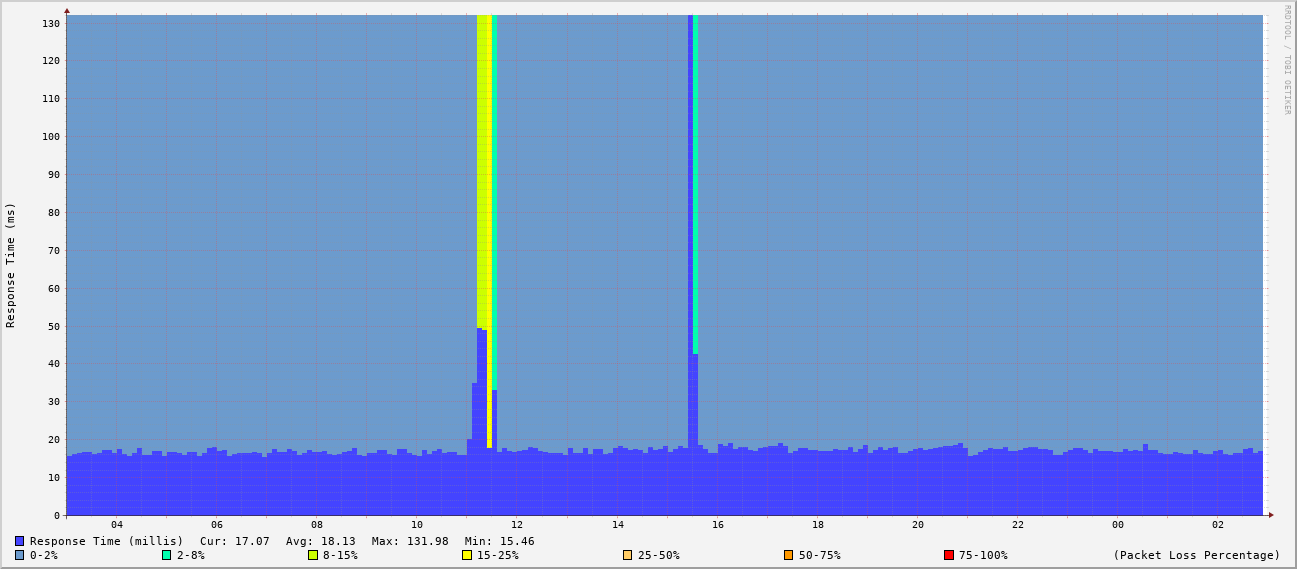 RRDTOOL / TOBI OETIKER
Response Time (ms)
130
120
110
100
90
80
70
60
50
40
30
20
10
0
04 06 08 10 12 14 16 18 20 22 00 02
Response Time (millis) Cur: 17.07 Avg: 18.13 Max: 131.98 Min: 15.46
0-2% 2-8% 8-15% 15-25% 25-50% 50-75% 75-100% (Packet Loss Percentage)